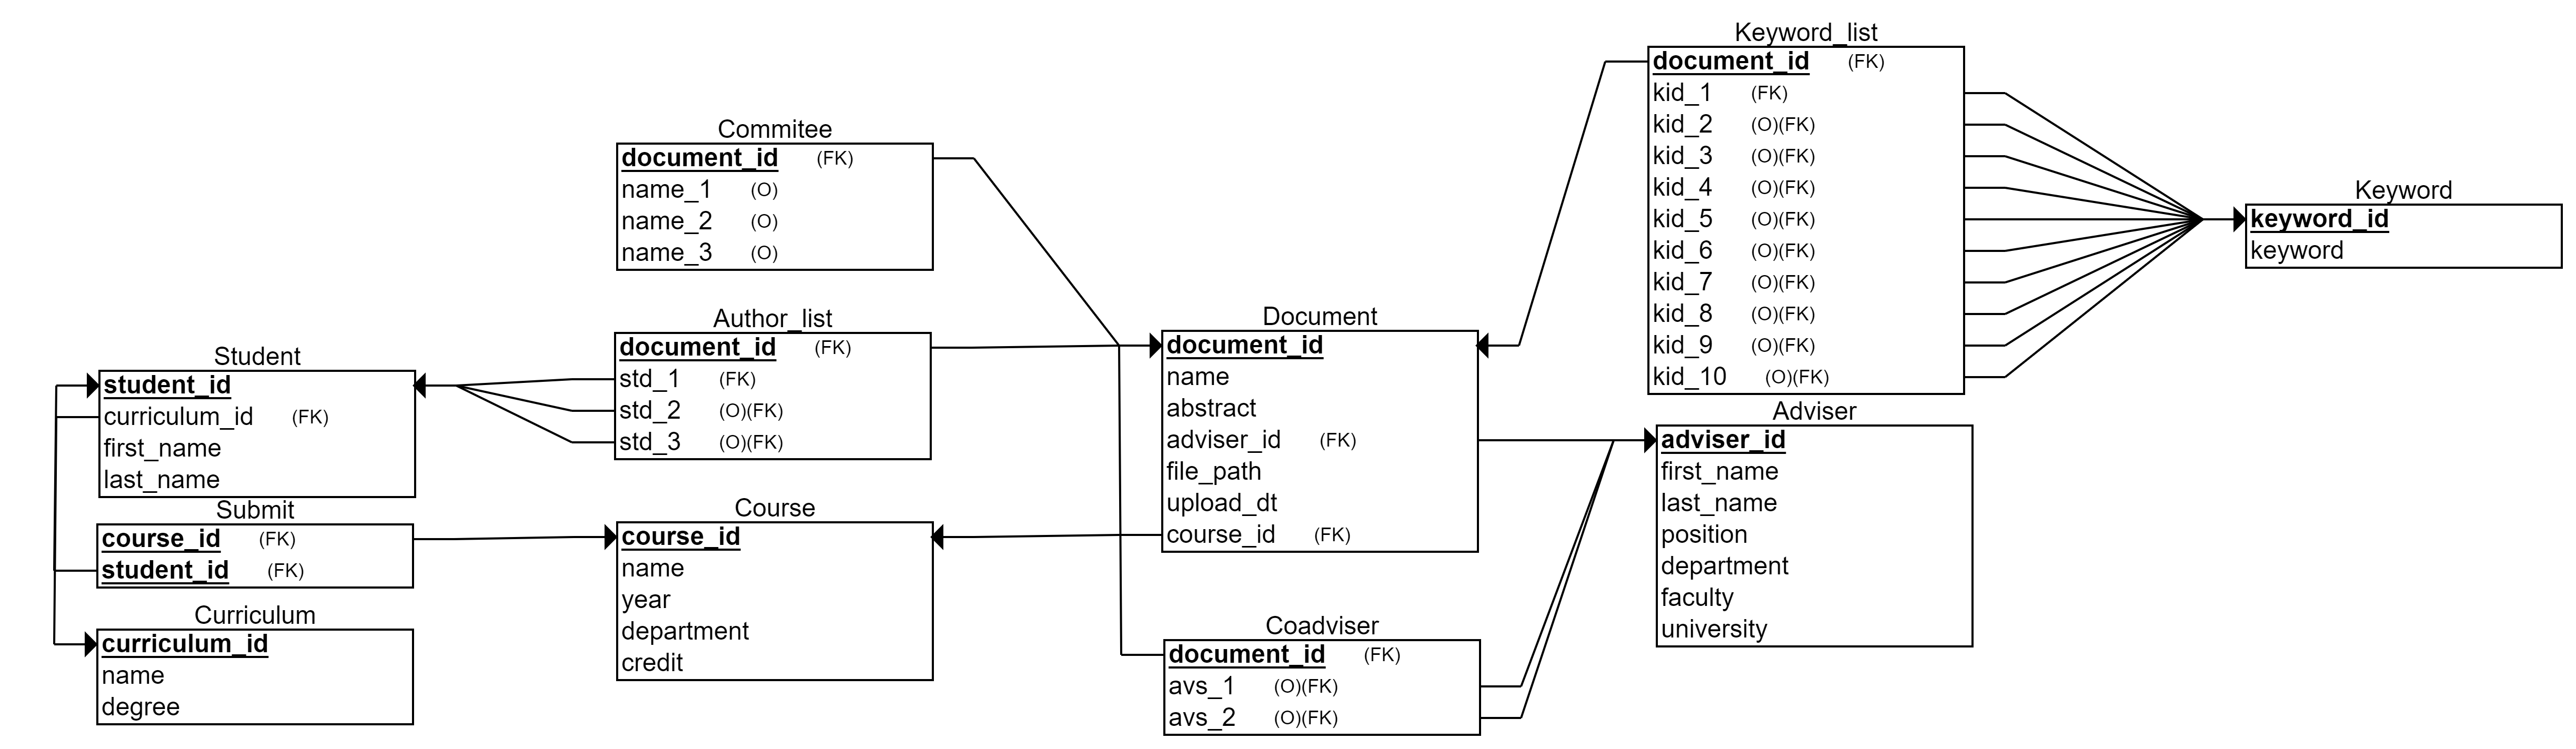 Keyword_list
document_id (FK)
kid_1 (FK)
kid_2 (O)(FK)
kid_3 (O)(FK)
kid_4 (O)(FK)
kid_5 (O)(FK)
kid_6 (O)(FK)
kid_7 (O)(FK)
kid_8 (O)(FK)
kid_9 (O)(FK)
kid_10 (O)(FK)
Keyword
keyword_id
keyword
Commitee
document_id (FK)
name_1 (O)
name_2 (O)
name_3 (O)
Author_list
document_id (FK)
std_1 (FK)
std_2 (O)(FK)
std_3 (O)(FK)
Document
document_id
name
abstract
adviser_id (FK)
file_path
upload_dt
course_id (FK)
Student
student_id
curriculum_id (FK)
first_name
last_name
Submit
course_id (FK)
student_id (FK)
Curriculum
curriculum_id
name
degree
Course
course_id
name
year
department
credit
Adviser
adviser_id
first_name
last_name
position
department
faculty
university
Coadviser
document_id (FK)
avs_1 (O)(FK)
avs_2 (O)(FK)